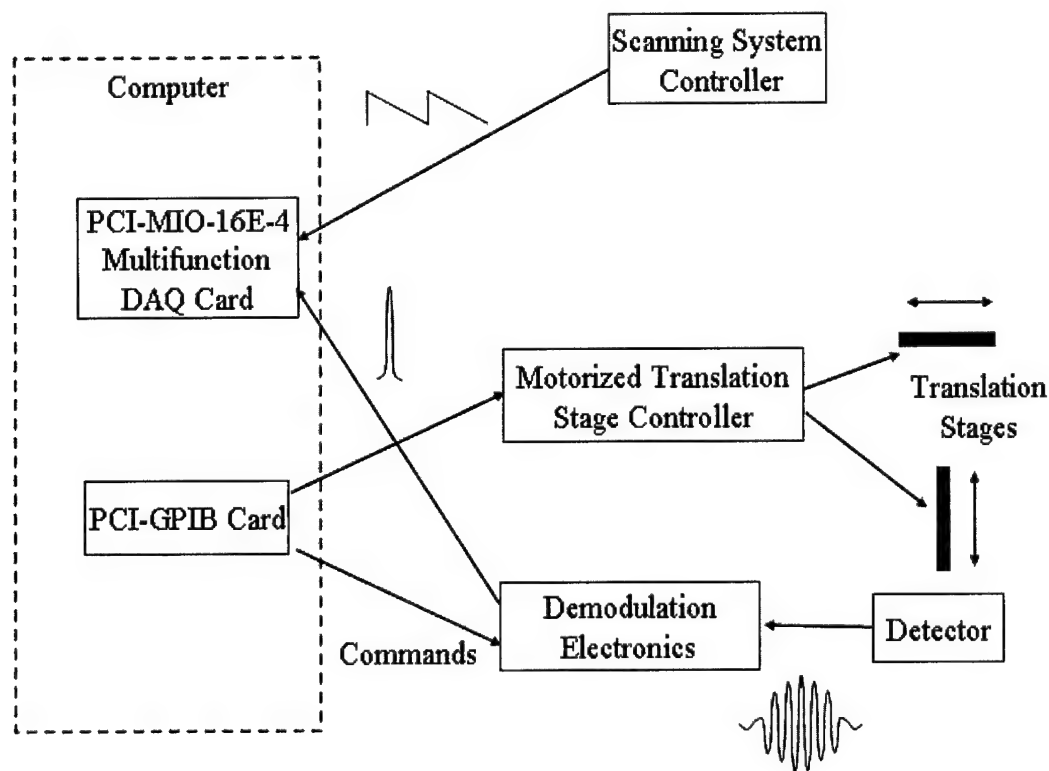 Scanning System
Controller
Computer
PCI-MIO-16E-4
Multifunction
DAQ Card
Motorized Translation
Stage Controller
Translation
Stages
PCI-GPIB Card
Demodulation
Electronics
Detector
Commands